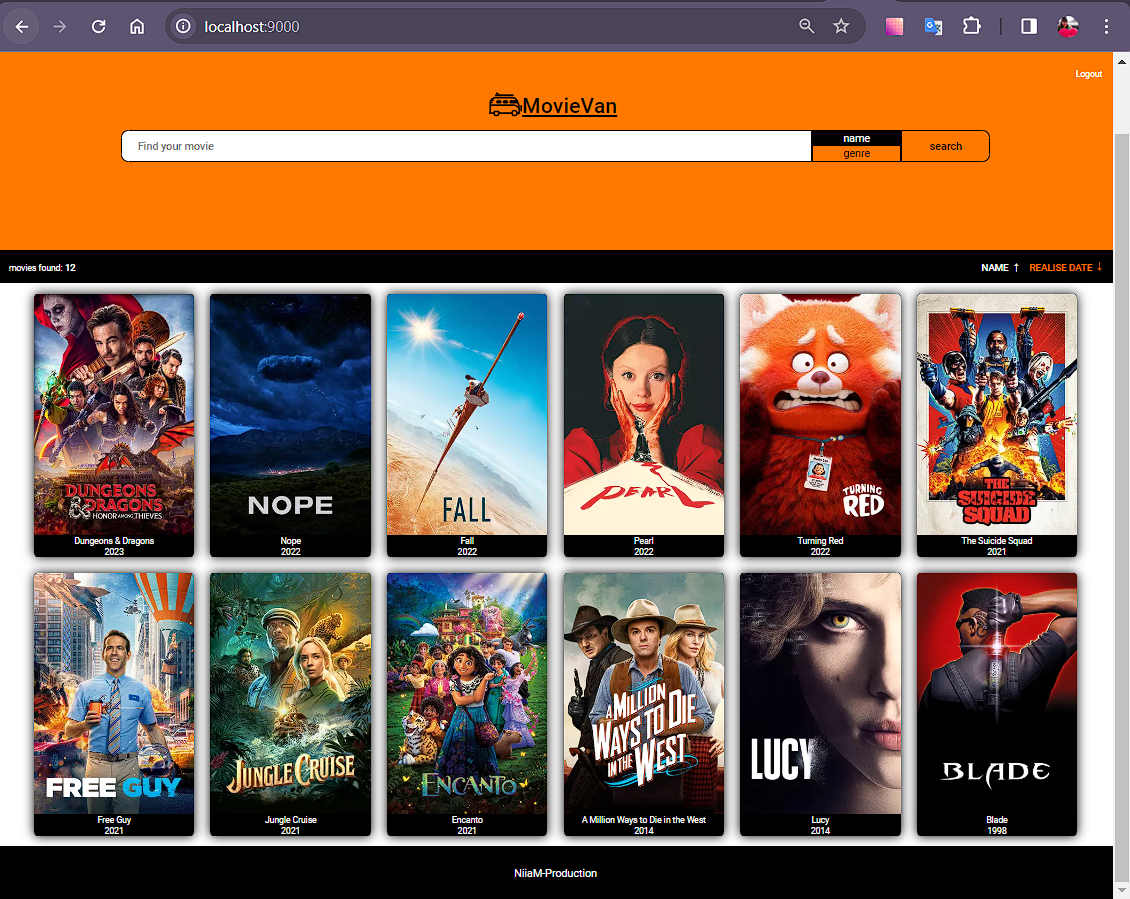 localhost:9000
Logout
MovieVan
Find your movie
name
genre
search
movies found: 12
NAME ↑ REALISE DATE ↓
DUNGEONS
& DRAGONS
HONOR AMONG THIEVES
NOPE
FALL
PEARL
TURNING
RED
THE
SUICIDE
SQUAD
Dungeons & Dragons
2023
Nope
2022
Fall
2022
Pearl
2022
Turning Red
2022
The Suicide Squad
2021
FREE GUY
JUNGLE CRUISE
ENCANTO
A MILLION
WAYS TO DIE
IN THE WEST
LUCY
BLADE
Free Guy
2021
Jungle Cruise
2021
Encanto
2021
A Million Ways to Die in the West
2014
Lucy
2014
Blade
1998
NiiaM-Production